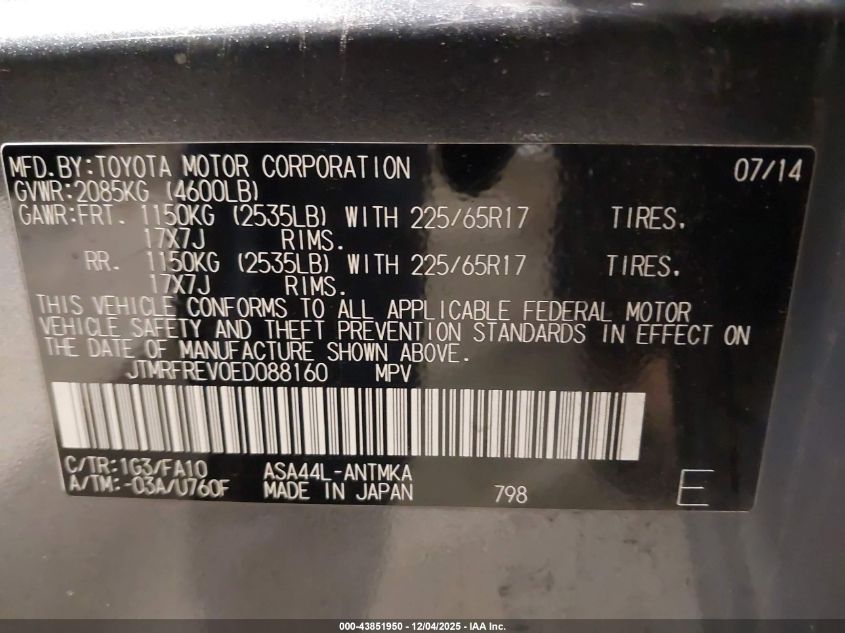 MFD.BY:TOYOTA MOTOR CORPORATION 07/14
GVWR:2085KG (4600LB)
GAWR:FRT. 1150KG (2535LB) WITH 225/65R17 TIRES.
17X7J RIMS.
RR. 1150KG (2535LB) WITH 225/65R17 TIRES.
17X7J RIMS.
THIS VEHICLE CONFORMS TO ALL APPLICABLE FEDERAL MOTOR
VEHICLE SAFETY AND THEFT PREVENTION STANDARDS IN EFFECT ON
THE DATE OF MANUFACTURE SHOWN ABOVE.
JTMRFREV0ED088160 MPV
C/TR:1G3/FA10 ASA44L-ANTMKA
A/TM:-03A/U760F MADE IN JAPAN 798 E
000-43851950 - 12/04/2025 - IAA Inc.